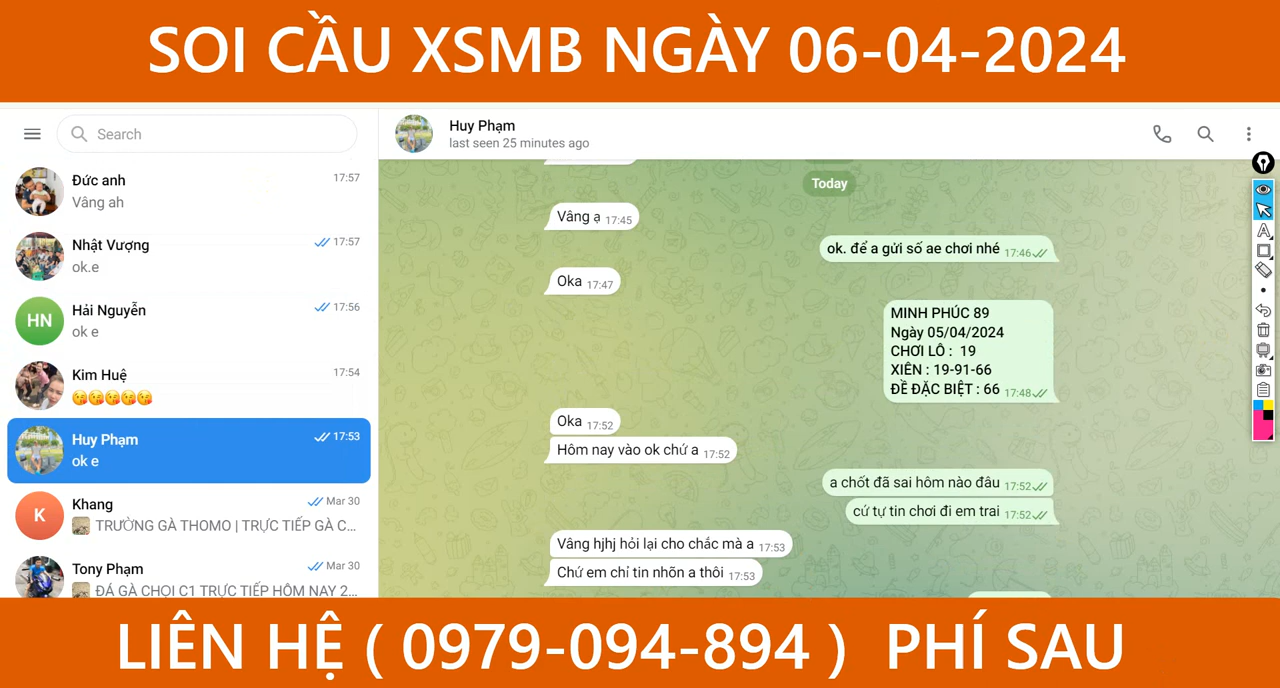 SOI CẦU XSMB NGÀY 06-04-2024
Search
Đức anh 17:57
Vâng ah
Nhật Vượng 17:57
ok.e
HN
Hải Nguyễn 17:56
ok e
Kim Huệ 17:54
Huy Phạm 17:53
ok e
K
Khang Mar 30
TRƯỜNG GÀ THOMO | TRỰC TIẾP GÀ C...
Tony Phạm Mar 30
ĐÁ GÀ CHỌI C1 TRỰC TIẾP HÔM NAY 2...
Huy Phạm
last seen 25 minutes ago
Today
Vâng ạ 17:45
ok. để a gửi số ae chơi nhé 17:46
Oka 17:47
MINH PHÚC 89
Ngày 05/04/2024
CHƠI LÔ : 19
XIÊN : 19-91-66
ĐỀ ĐẶC BIỆT : 66 17:48
Oka 17:52
Hôm nay vào ok chứ a 17:52
a chốt đã sai hôm nào đâu 17:52
cứ tự tin chơi đi em trai 17:52
Vâng hjhj hỏi lại cho chắc mà a 17:53
Chứ em chỉ tin nhõn a thôi 17:53
LIÊN HỆ ( 0979-094-894 ) PHÍ SAU